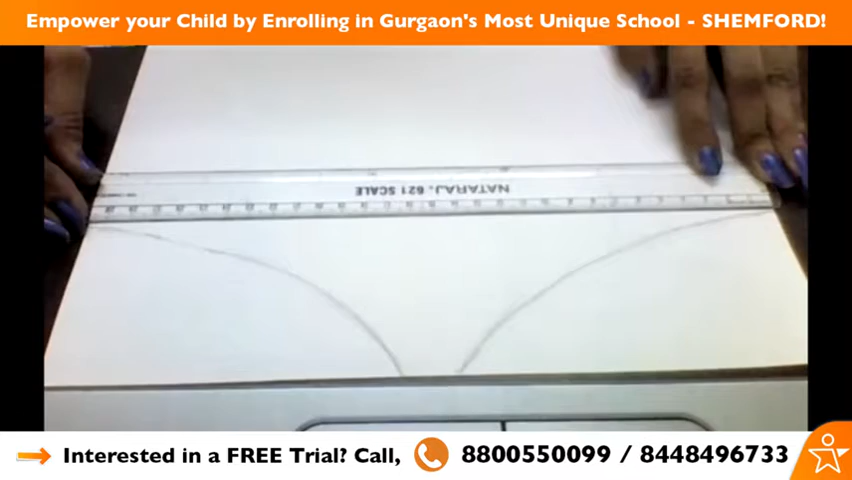 Empower your Child by Enrolling in Gurgaon's Most Unique School - SHEMFORD!
NATARAJ. 621 SCALE
Interested in a FREE Trial? Call, 8800550099 / 8448496733